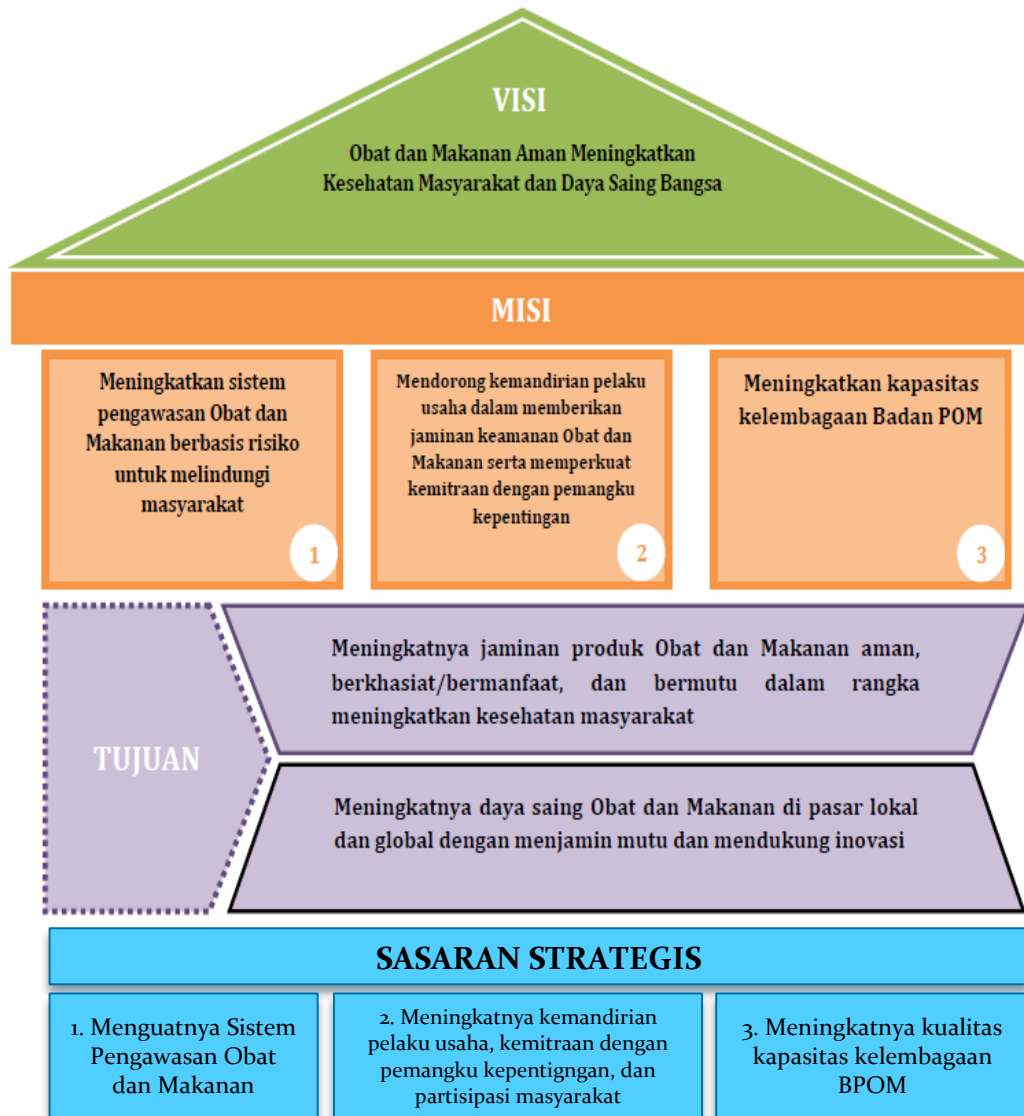 VISI
Obat dan Makanan Aman Meningkatkan
Kesehatan Masyarakat dan Daya Saing Bangsa
MISI
Meningkatkan sistem
pengawasan Obat dan
Makanan berbasis risiko
untuk melindungi
masyarakat
1
Mendorong kemandirian pelaku
usaha dalam memberikan
jaminan keamanan Obat dan
Makanan serta memperkuat
kemitraan dengan pemangku
kepentingan
2
Meningkatkan kapasitas
kelembagaan Badan POM
3
TUJUAN
Meningkatnya jaminan produk Obat dan Makanan aman,
berkhasiat/bermanfaat, dan bermutu dalam rangka
meningkatkan kesehatan masyarakat
Meningkatnya daya saing Obat dan Makanan di pasar lokal
dan global dengan menjamin mutu dan mendukung inovasi
SASARAN STRATEGIS
1. Menguatnya Sistem
Pengawasan Obat
dan Makanan
2. Meningkatnya kemandirian
pelaku usaha, kemitraan dengan
pemangku kepentigngan, dan
partisipasi masyarakat
3. Meningkatnya kualitas
kapasitas kelembagaan
BPOM